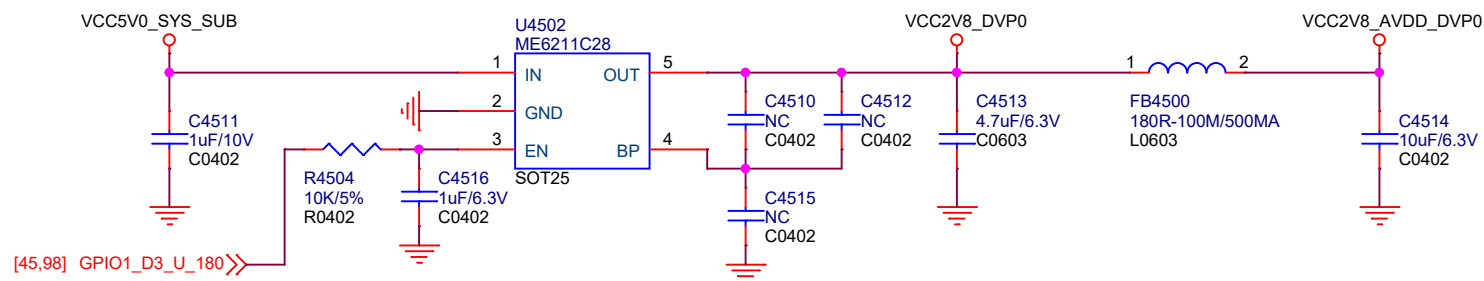 VCC5V0_SYS_SUB
U4502
ME6211C28
VCC2V8_DVP0
VCC2V8_AVDD_DVP0
1
IN
OUT
5
1
2
2
GND
3
EN
BP
4
SOT25
C4511
1uF/10V
C0402
C4510
NC
C0402
C4512
NC
C0402
C4513
4.7uF/6.3V
C0603
FB4500
180R-100M/500MA
L0603
C4514
10uF/6.3V
C0402
R4504
10K/5%
R0402
C4516
1uF/6.3V
C0402
C4515
NC
C0402
[45,98] GPIO1_D3_U_180